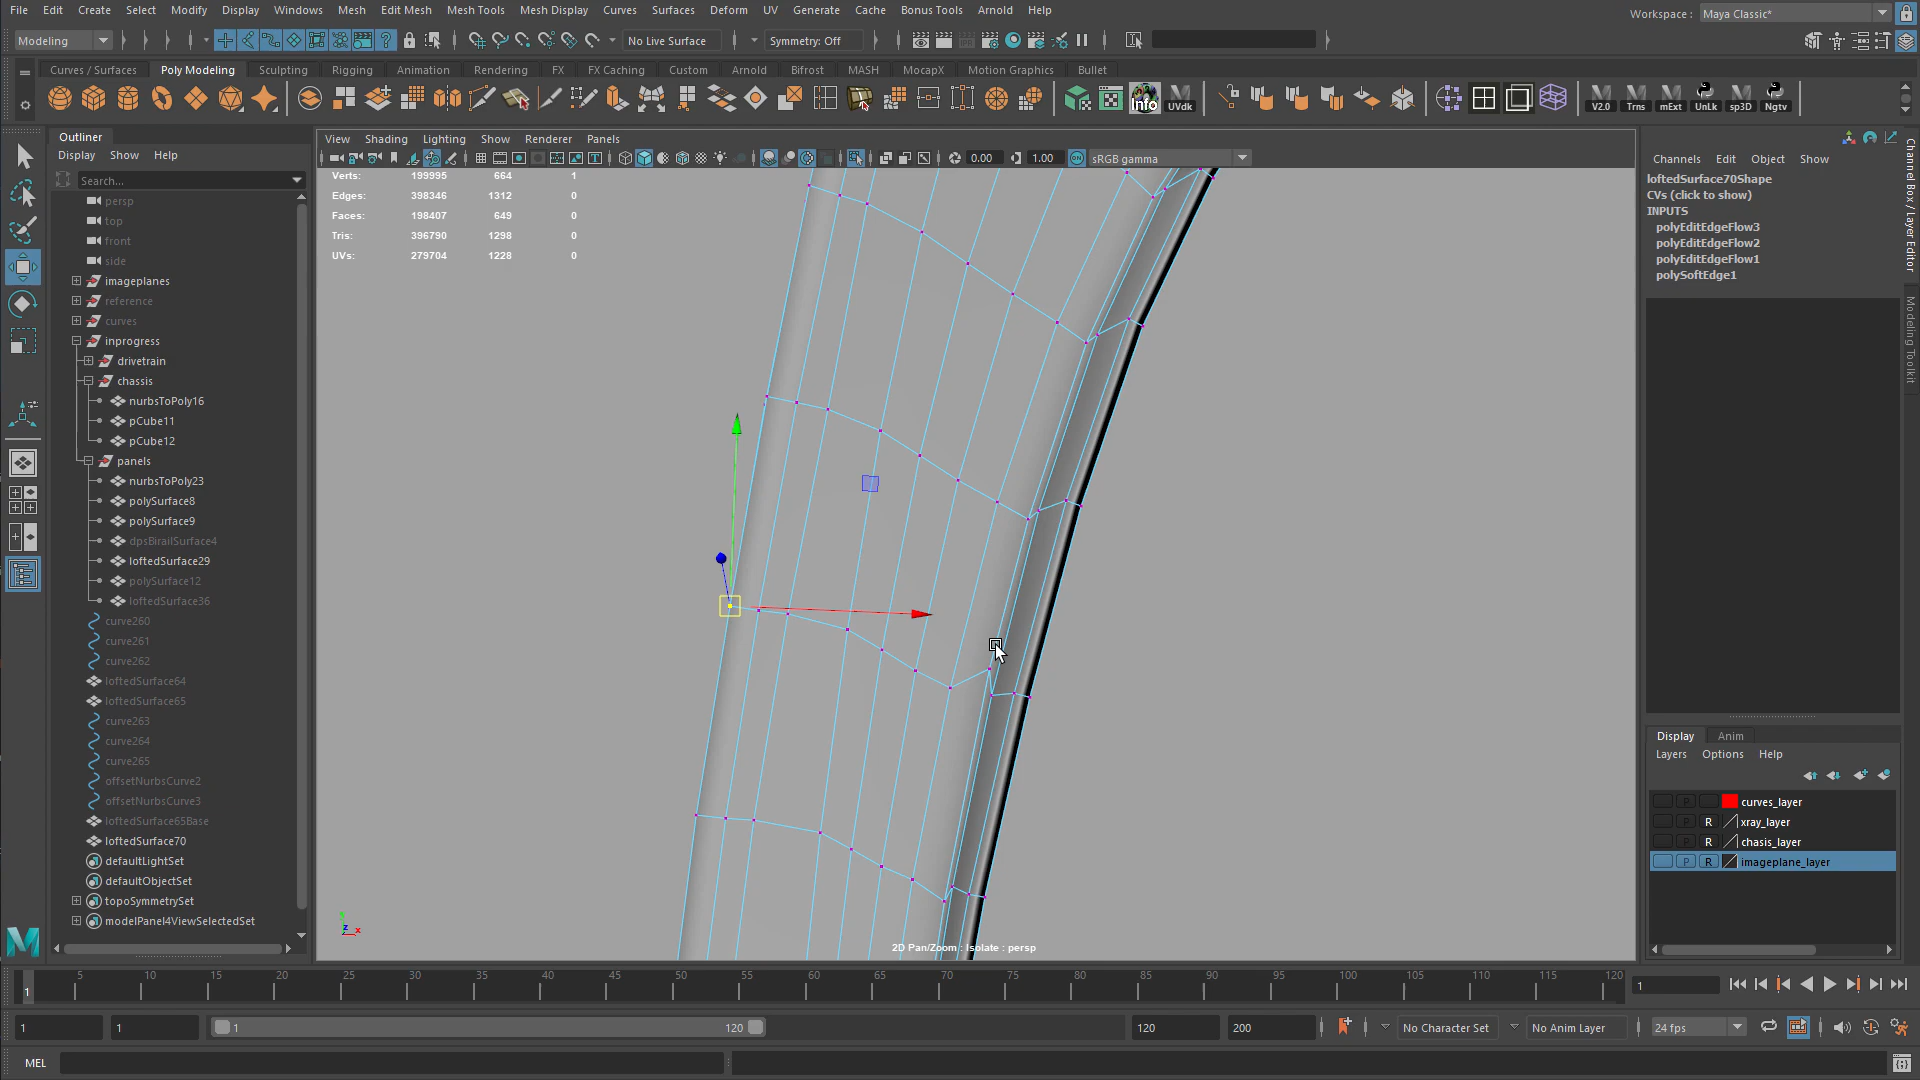 File Edit Create Select Modify Display Windows Mesh Edit Mesh Mesh Tools Mesh Display Curves Surfaces Deform UV Generate Cache Bonus Tools Arnold Help
Workspace : Maya Classic*
Modeling No Live Surface Symmetry: Off
Curves / Surfaces Poly Modeling Sculpting Rigging Animation Rendering FX FX Caching Custom Arnold Bifrost MASH MocapX Motion Graphics Bullet
Info UVdk V2.0 Trns mExt UnLk sp3D Ngtv
Outliner
Display Show Help
Search...
persp
top
front
side
imageplanes
reference
curves
inprogress
drivetrain
chassis
nurbsToPoly16
pCube11
pCube12
panels
nurbsToPoly23
polySurface8
polySurface9
dpsBirailSurface4
loftedSurface29
polySurface12
loftedSurface36
curve260
curve261
curve262
loftedSurface64
loftedSurface65
curve263
curve264
curve265
offsetNurbsCurve2
offsetNurbsCurve3
loftedSurface65Base
loftedSurface70
defaultLightSet
defaultObjectSet
topoSymmetrySet
modelPanel4ViewSelectedSet
View Shading Lighting Show Renderer Panels
0.00 1.00 sRGB gamma
Verts: 199995 664 1
Edges: 398346 1312 0
Faces: 198407 649 0
Tris: 396790 1298 0
UVs: 279704 1228 0
2D Pan/Zoom : Isolate : persp
z x
Channels Edit Object Show
loftedSurface70Shape
CVs (click to show)
INPUTS
polyEditEdgeFlow3
polyEditEdgeFlow2
polyEditEdgeFlow1
polySoftEdge1
Channel Box / Layer Editor
Modeling Toolkit
Display Anim
Layers Options Help
curves_layer
R xray_layer
R chasis_layer
R imageplane_layer
5 10 15 20 25 30 35 40 45 50 55 60 65 70 75 80 85 90 95 100 105 110 115 120
1 1
1 1 1 120 120 200 No Character Set No Anim Layer 24 fps
MEL